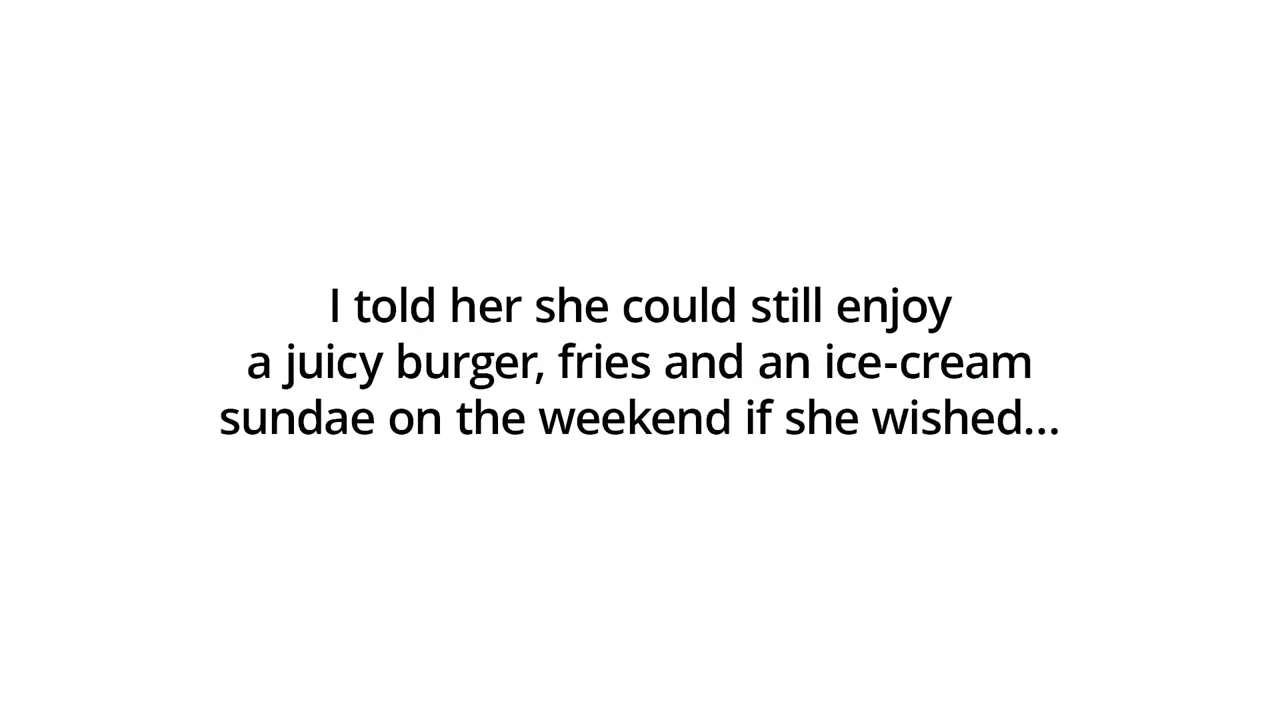 I told her she could still enjoy
a juicy burger, fries and an ice-cream
sundae on the weekend if she wished...